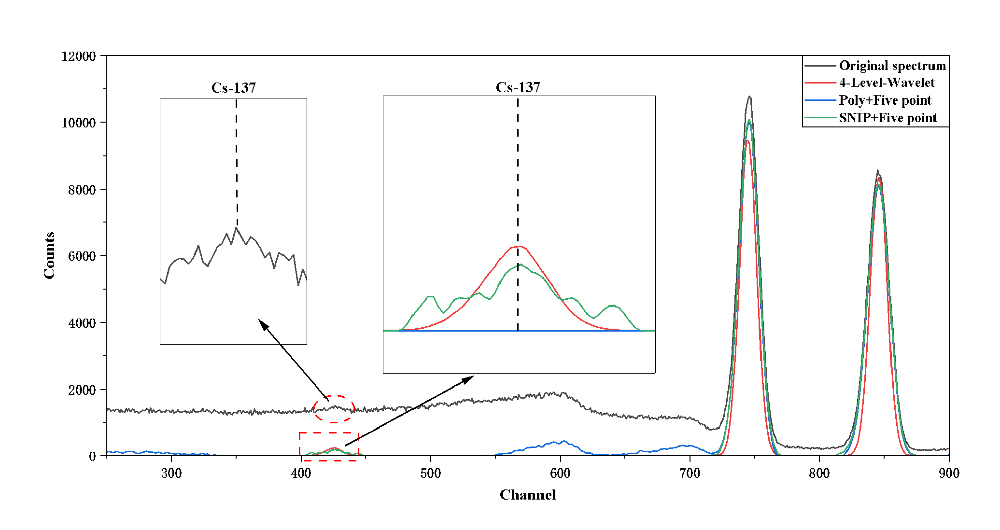 12000
10000
8000
6000
4000
2000
0
Counts
Cs-137
Cs-137
Original spectrum
4-Level-Wavelet
Poly+Five point
SNIP+Five point
300
400
500
600
700
800
900
Channel